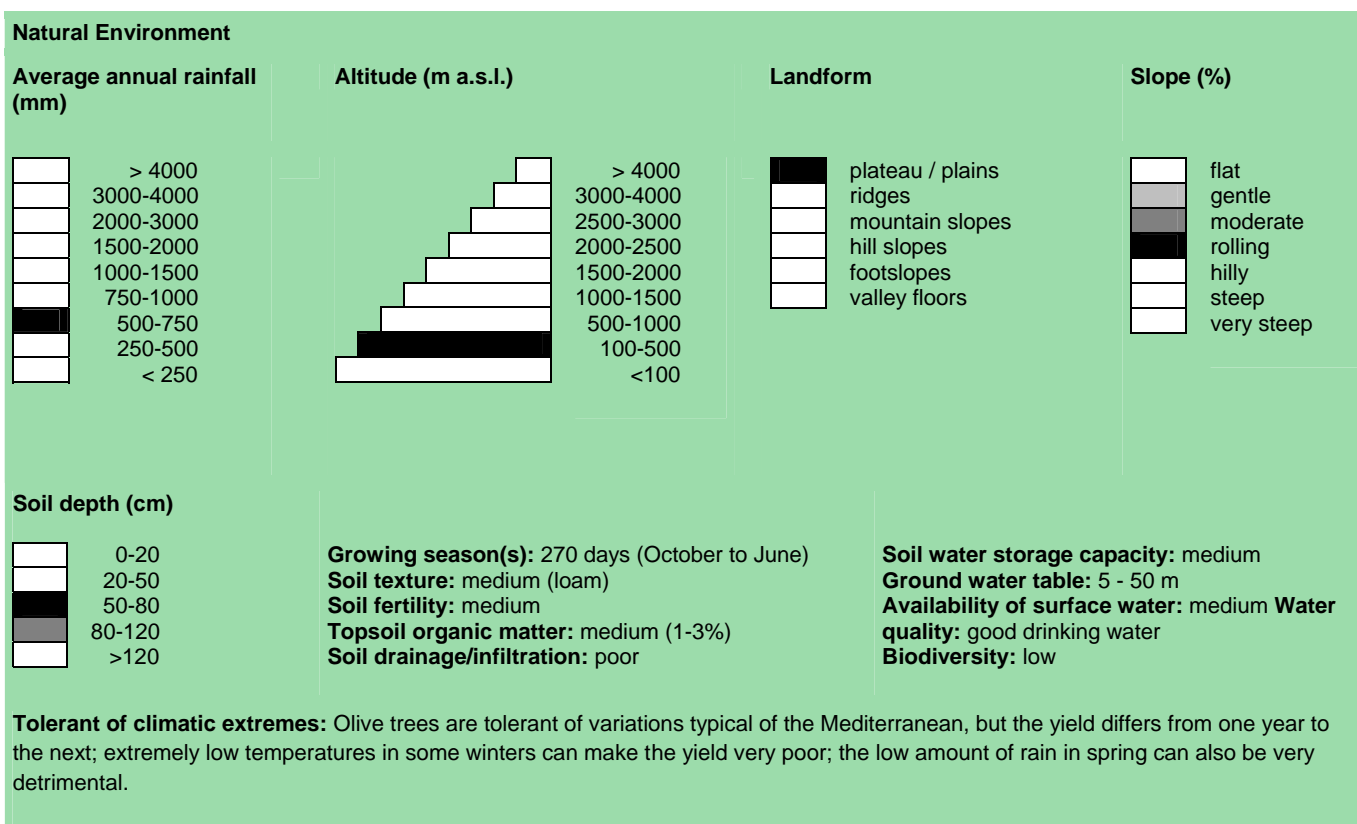 Natural Environment
Average annual rainfall
(mm)
> 4000
3000-4000
2000-3000
1500-2000
1000-1500
750-1000
500-750
250-500
< 250
Altitude (m a.s.l.)
> 4000
3000-4000
2500-3000
2000-2500
1500-2000
1000-1500
500-1000
100-500
<100
Landform
plateau / plains
ridges
mountain slopes
hill slopes
footslopes
valley floors
Slope (%)
flat
gentle
moderate
rolling
hilly
steep
very steep
Soil depth (cm)
0-20
20-50
50-80
80-120
>120
Growing season(s): 270 days (October to June)
Soil texture: medium (loam)
Soil fertility: medium
Topsoil organic matter: medium (1-3%)
Soil drainage/infiltration: poor
Soil water storage capacity: medium
Ground water table: 5 - 50 m
Availability of surface water: medium Water
quality: good drinking water
Biodiversity: low
Tolerant of climatic extremes: Olive trees are tolerant of variations typical of the Mediterranean, but the yield differs from one year to
the next; extremely low temperatures in some winters can make the yield very poor; the low amount of rain in spring can also be very
detrimental.